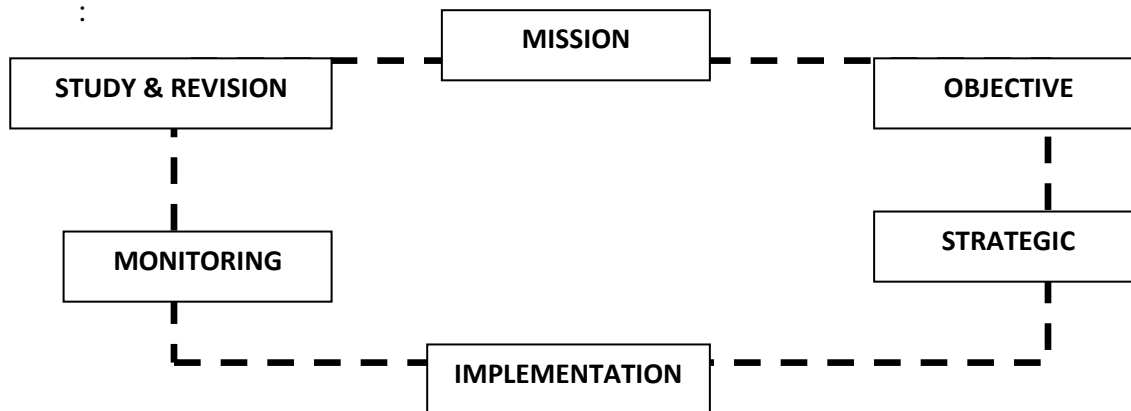 :
MISSION
STUDY & REVISION
OBJECTIVE
MONITORING
STRATEGIC
IMPLEMENTATION